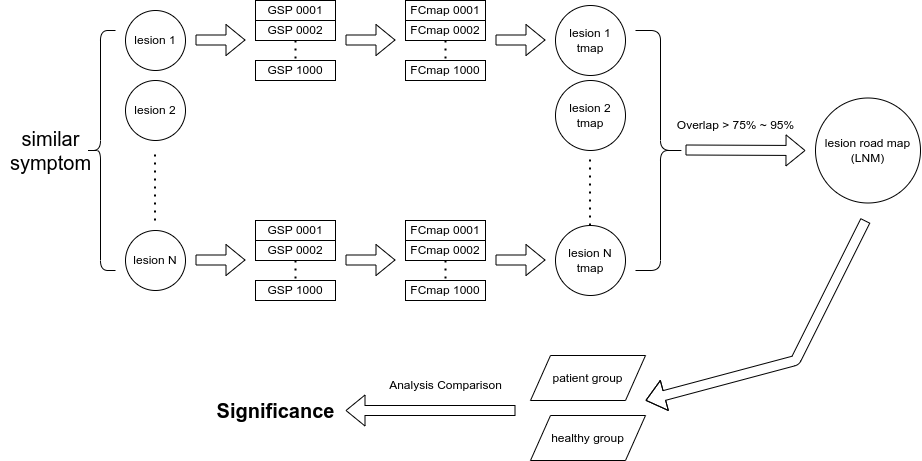 lesion 1
GSP 0001
GSP 0002
GSP 1000
FCmap 0001
FCmap 0002
FCmap 1000
lesion 1
tmap
lesion 2
lesion 2
tmap
similar
symptom
Overlap > 75% ~ 95%
lesion road map
(LNM)
lesion N
GSP 0001
GSP 0002
GSP 1000
FCmap 0001
FCmap 0002
FCmap 1000
lesion N
tmap
patient group
healthy group
Analysis Comparison
Significance